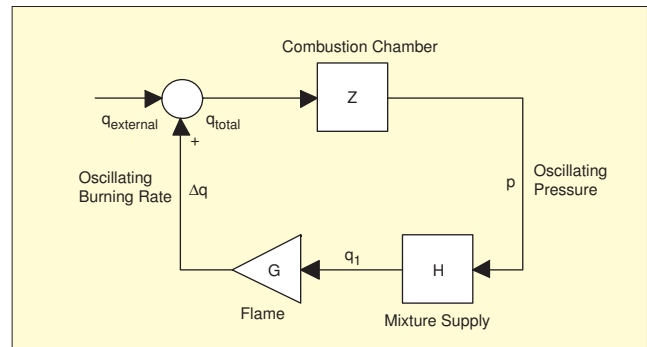 Combustion Chamber
Z
q_external
q_total
+
Oscillating
Burning Rate
Δq
p
Oscillating
Pressure
G
q_1
H
Flame
Mixture Supply